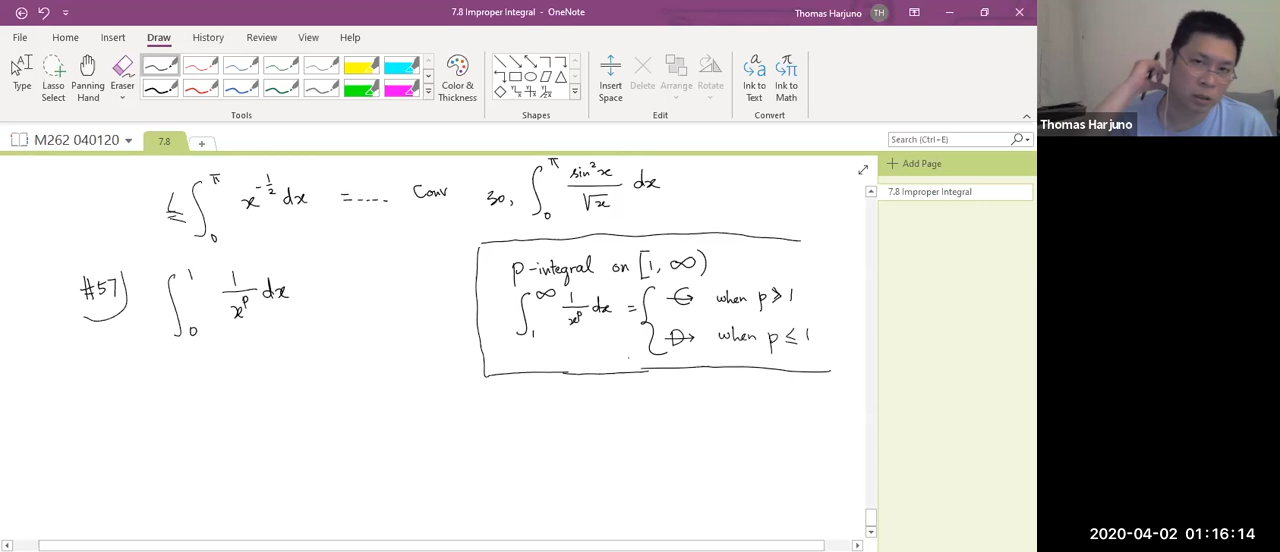 7.8 Improper Integral - OneNote
Thomas Harjuno TH
File Home Insert Draw History Review View Help
Type Lasso Select Panning Hand Eraser Color & Thickness Insert Space Delete Arrange Rotate Ink to Text Ink to Math
Tools Shapes Edit Convert
M262 040120 7.8 Search (Ctrl+E)
Add Page
7.8 Improper Integral
≤ ∫₀^π x^(-1/2) dx = .... Conv so, ∫₀^π sin²x/√x dx
p-integral on [1, ∞)
#57) ∫₀¹ 1/x^p dx
∫₁^∞ 1/x^p dx = { C when p > 1
D when p ≤ 1
Thomas Harjuno
2020-04-02 01:16:14